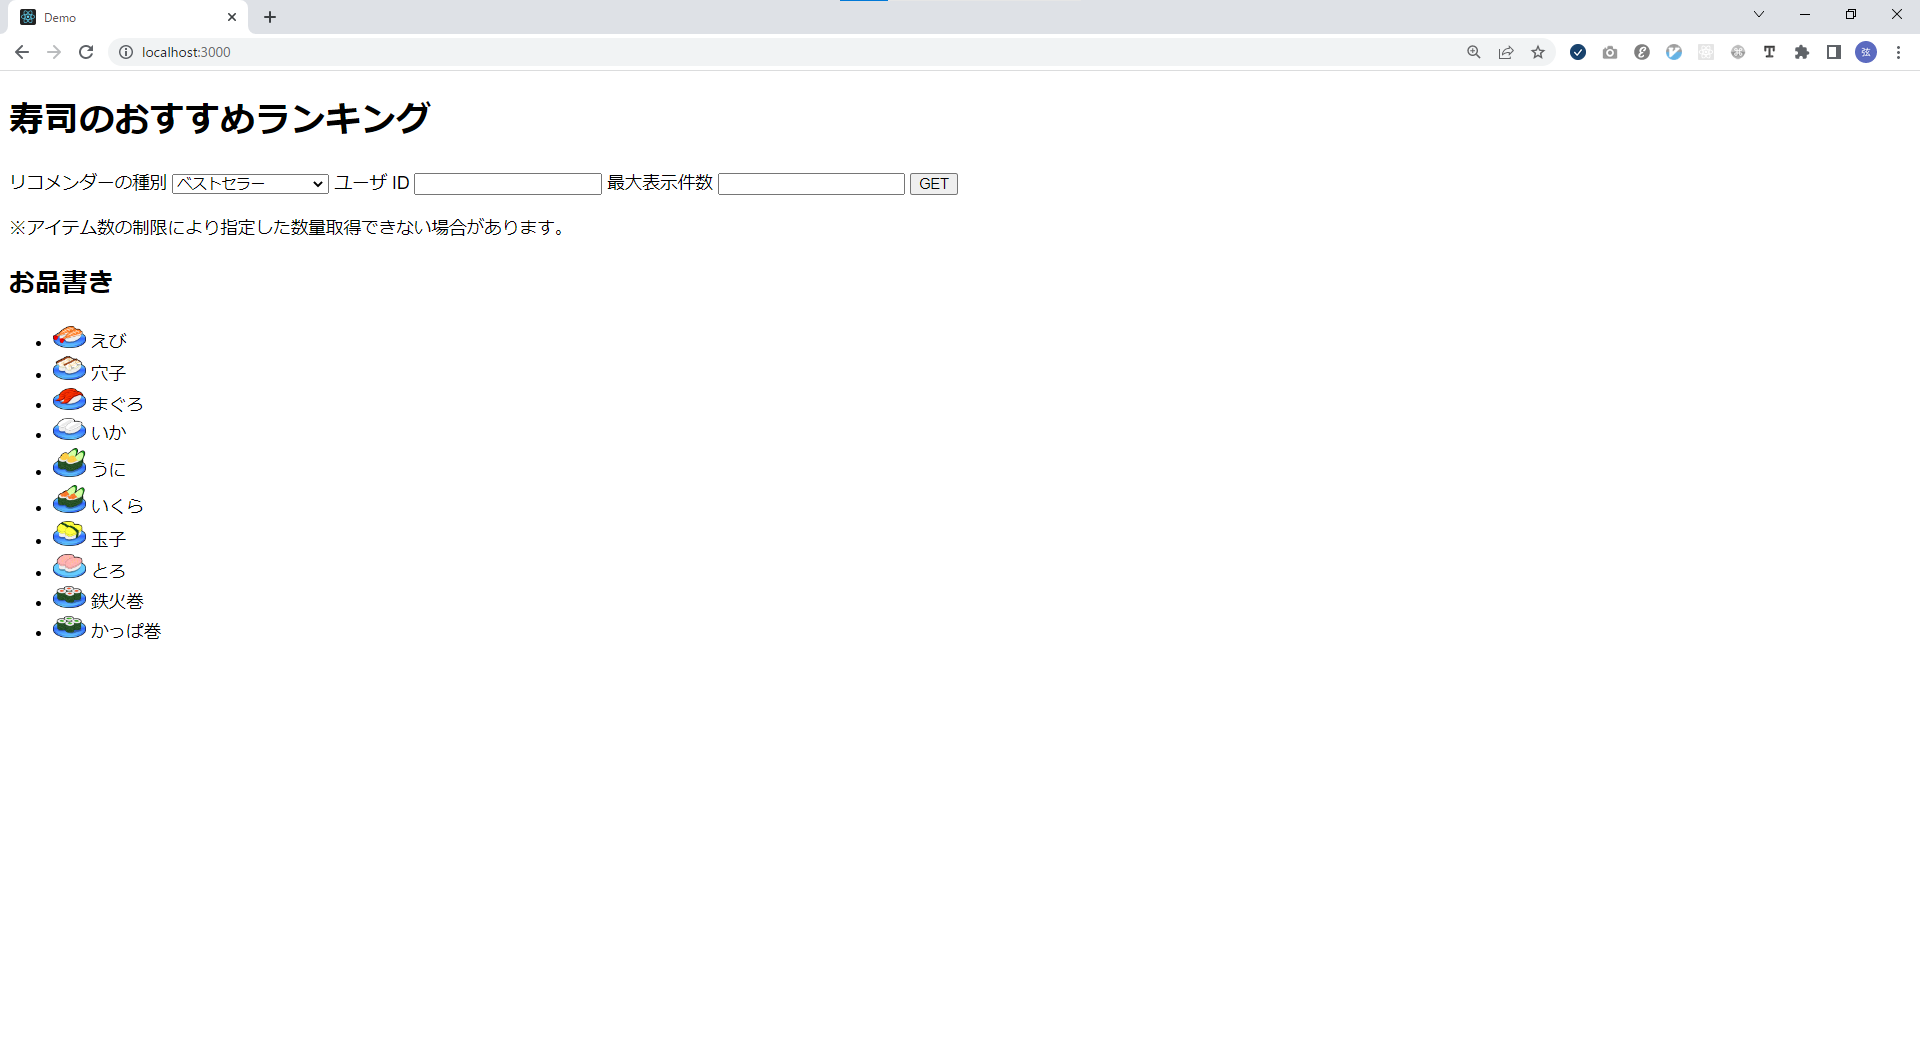 Demo
localhost:3000
弦
寿司のおすすめランキング
リコメンダーの種別 ベストセラー ユーザ ID 最大表示件数 GET
※アイテム数の制限により指定した数量取得できない場合があります。
お品書き
えび
穴子
まぐろ
いか
うに
いくら
玉子
とろ
鉄火巻
かっぱ巻